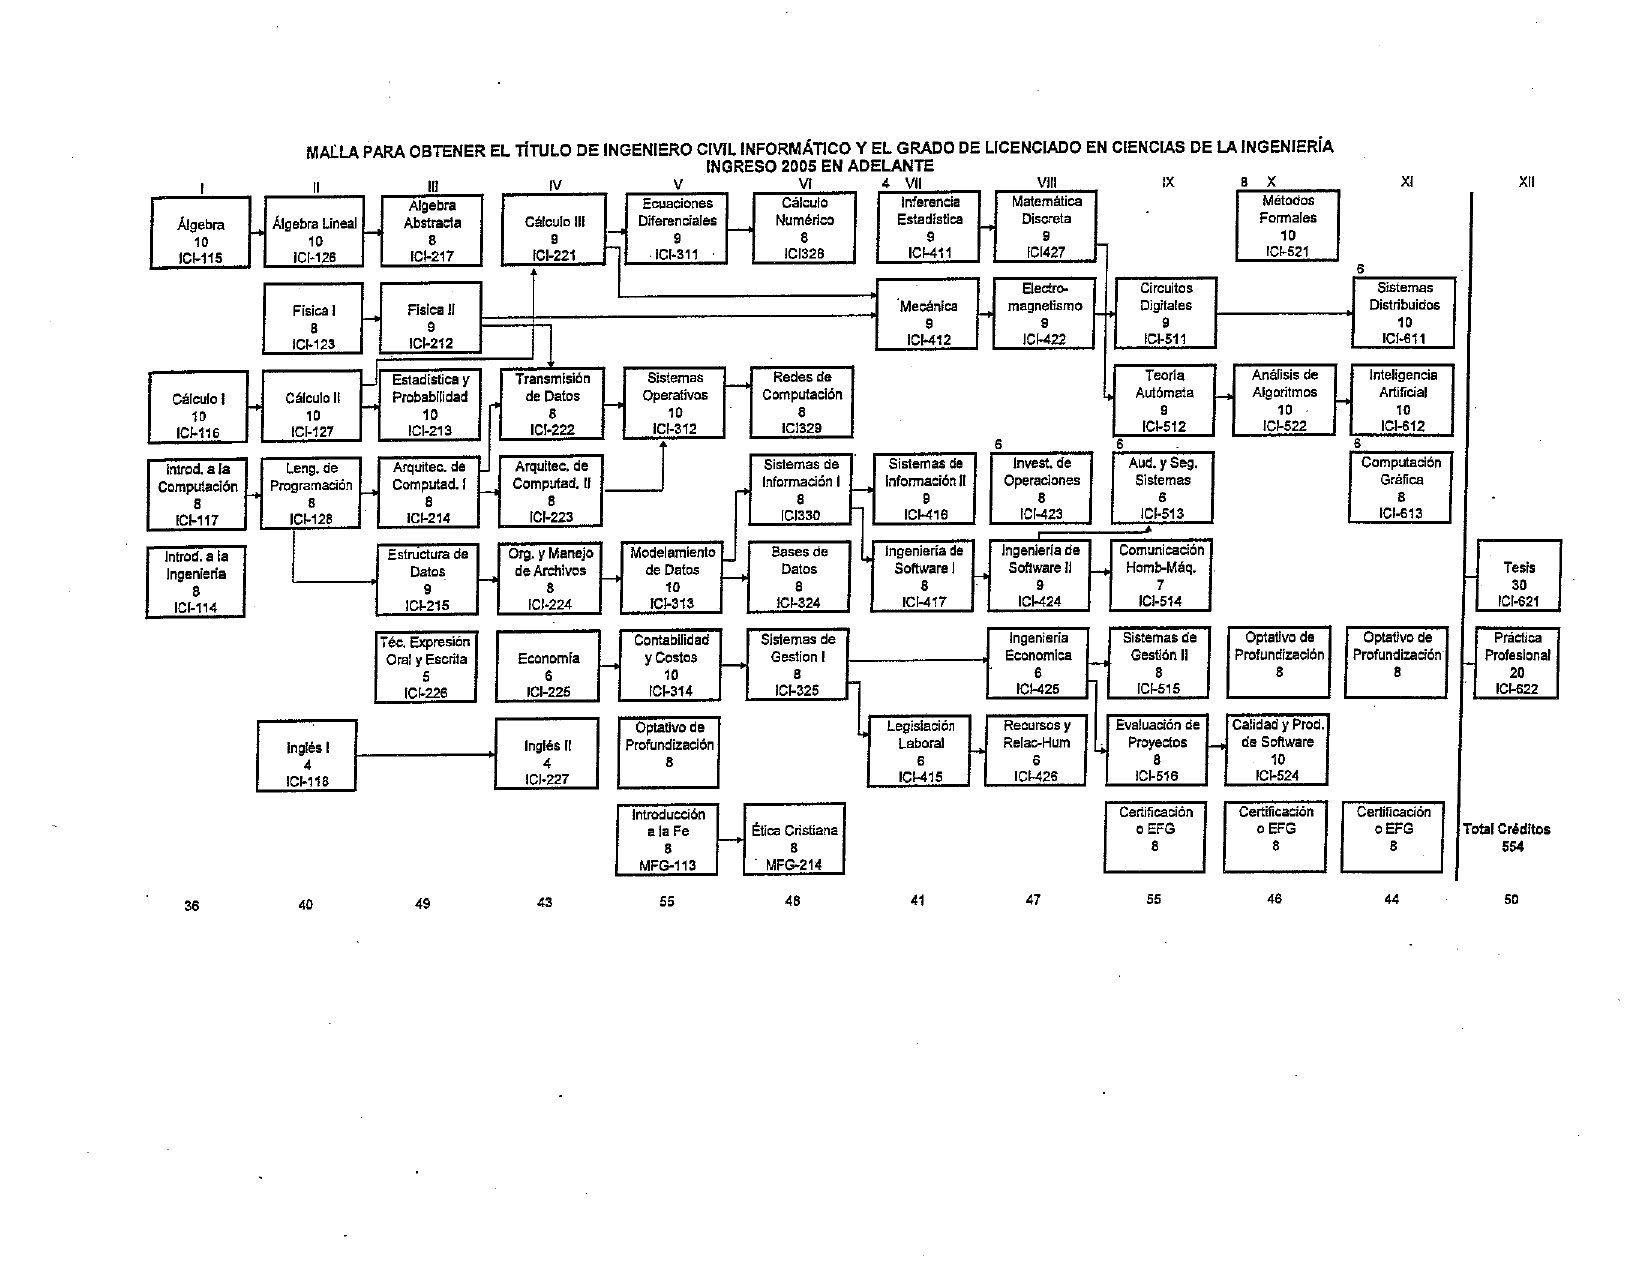 MALLA PARA OBTENER EL TÍTULO DE INGENIERO CIVIL INFORMÁTICO Y EL GRADO DE LICENCIADO EN CIENCIAS DE LA INGENIERÍA
INGRESO 2005 EN ADELANTE
I
II
III
IV
V
VI
4 VII
VIII
IX
8 X
XI
XII
Álgebra
10
ICI-115
Álgebra Lineal
10
ICI-126
Álgebra
Abstracta
8
ICI-217
Cálculo III
9
ICI-221
Ecuaciones
Diferenciales
9
ICI-311
Cálculo
Numérico
8
ICI328
Inferencia
Estadística
9
ICI-411
Matemática
Discreta
9
ICI427
Métodos
Formales
10
ICI-521
Física I
8
ICI-123
Física II
9
ICI-212
Mecánica
9
ICI-412
Electro-
magnetismo
9
ICI-422
Circuitos
Digitales
9
ICI-511
6
Sistemas
Distribuidos
10
ICI-611
Cálculo I
10
ICI-116
Cálculo II
10
ICI-127
Estadística y
Probabilidad
10
ICI-213
Transmisión
de Datos
8
ICI-222
Sistemas
Operativos
10
ICI-312
Redes de
Computación
8
ICI329
Teoría
Autómata
9
ICI-512
Análisis de
Algoritmos
10
ICI-522
Inteligencia
Artificial
10
ICI-612
Introd. a la
Computación
8
ICI-117
Leng. de
Programación
8
ICI-128
Arquitec. de
Computad. I
8
ICI-214
Arquitec. de
Computad. II
8
ICI-223
Sistemas de
Información I
8
ICI330
Sistemas de
Información II
9
ICI-416
6
Invest. de
Operaciones
8
ICI-423
6
Aud. y Seg.
Sistemas
6
ICI-513
6
Computación
Gráfica
8
ICI-613
Introd. a la
Ingeniería
8
ICI-114
Estructura de
Datos
9
ICI-215
Org. y Manejo
de Archivos
8
ICI-224
Modelamiento
de Datos
10
ICI-313
Bases de
Datos
8
ICI-324
Ingeniería de
Software I
8
ICI-417
Ingeniería de
Software II
9
ICI-424
Comunicación
Homb-Máq.
7
ICI-514
Tesis
30
ICI-621
Téc. Expresión
Oral y Escrita
5
ICI-226
Economía
6
ICI-225
Contabilidad
y Costos
10
ICI-314
Sistemas de
Gestion I
8
ICI-325
Ingeniería
Economica
6
ICI-425
Sistemas de
Gestión II
8
ICI-515
Optativo de
Profundización
8
Optativo de
Profundización
8
Práctica
Profesional
20
ICI-622
Inglés I
4
ICI-118
Inglés II
4
ICI-227
Optativo de
Profundización
8
Legislación
Laboral
6
ICI-415
Recursos y
Relac-Hum
6
ICI-426
Evaluación de
Proyectos
8
ICI-516
Calidad y Prod.
de Software
10
ICI-524
Introducción
a la Fe
8
MFG-113
Ética Cristiana
8
MFG-214
Certificación
o EFG
8
Certificación
o EFG
8
Certificación
o EFG
8
Total Créditos
554
36
40
49
43
55
48
41
47
55
46
44
50